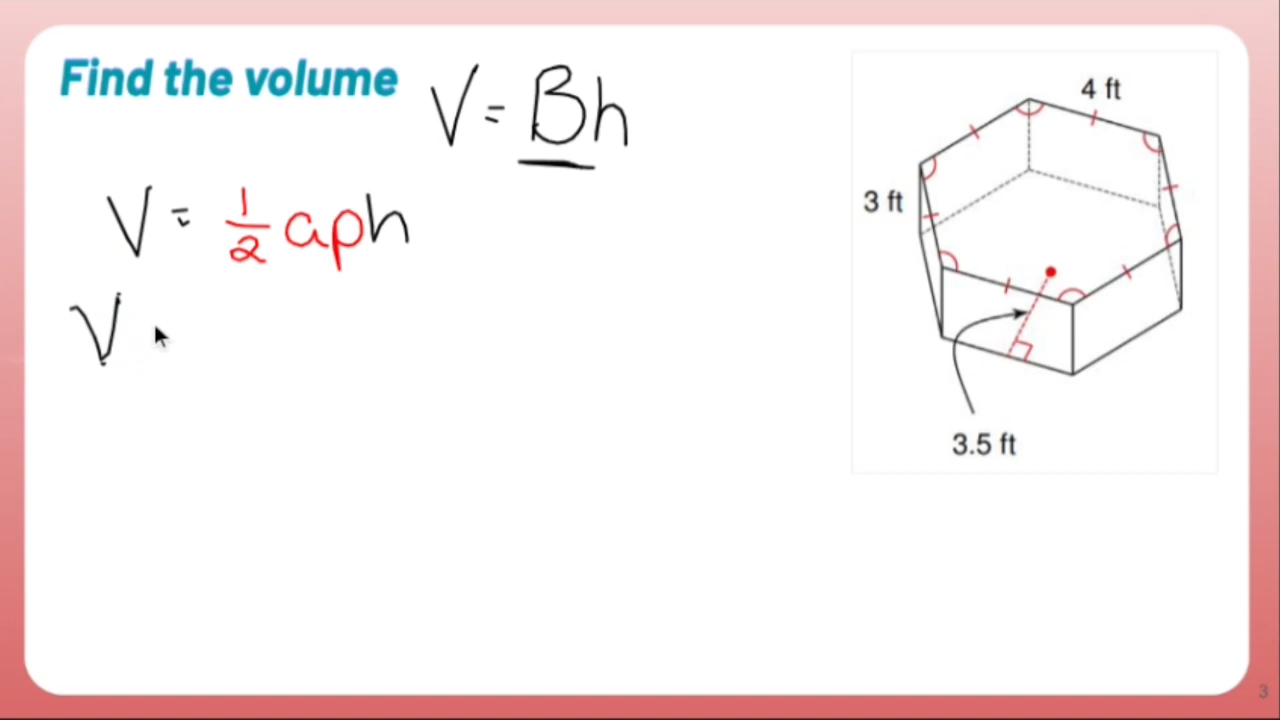 Find the volume
V = Bh
V = 1/2 aph
V
4 ft
3 ft
3.5 ft
3